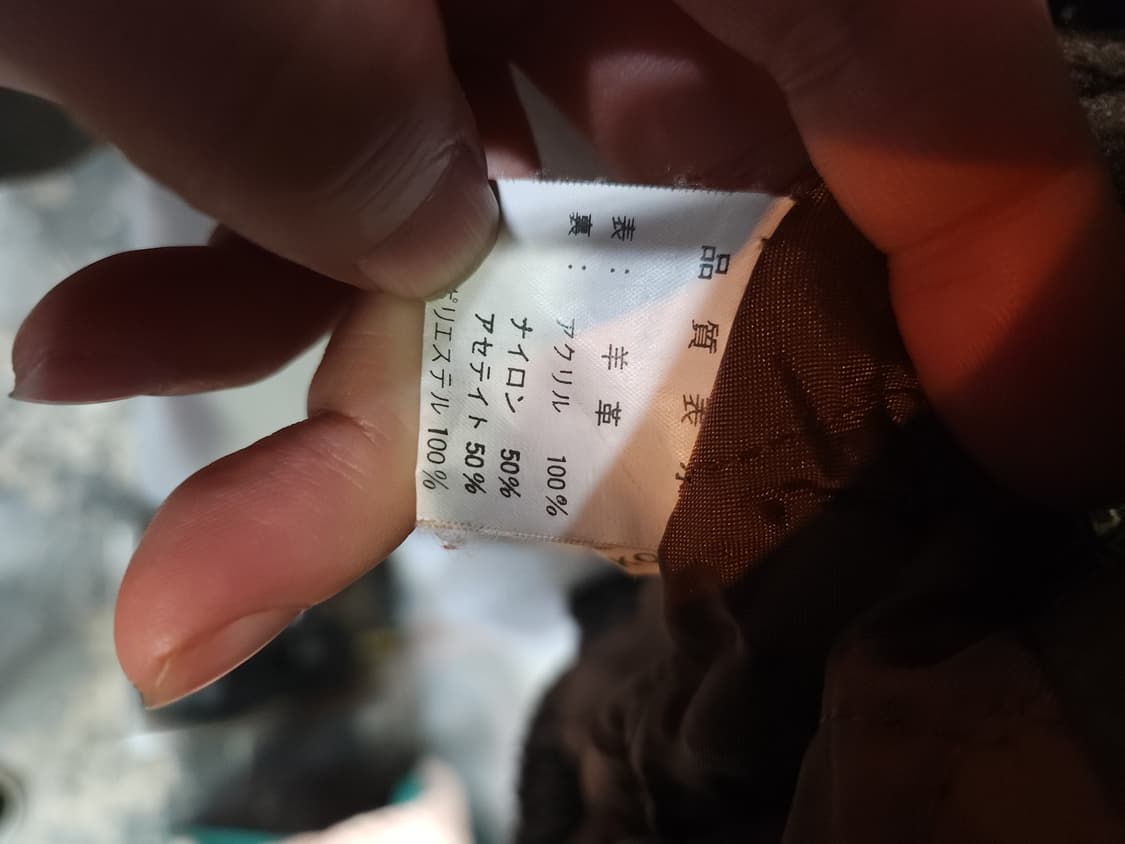 品質表示
表： 羊革
裏： アクリル 100%
ナイロン 50%
アセテイト 50%
ポリエステル 100%